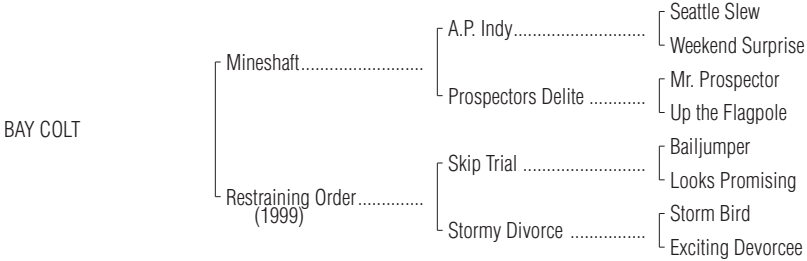 Seattle Slew
A.P. Indy...........................
Weekend Surprise
Mineshaft.........................
Mr. Prospector
Prospectors Delite ............
Up the Flagpole
BAY COLT
Bailjumper
Skip Trial .........................
Looks Promising
Restraining Order.............
(1999)
Storm Bird
Stormy Divorce ................
Exciting Devorcee